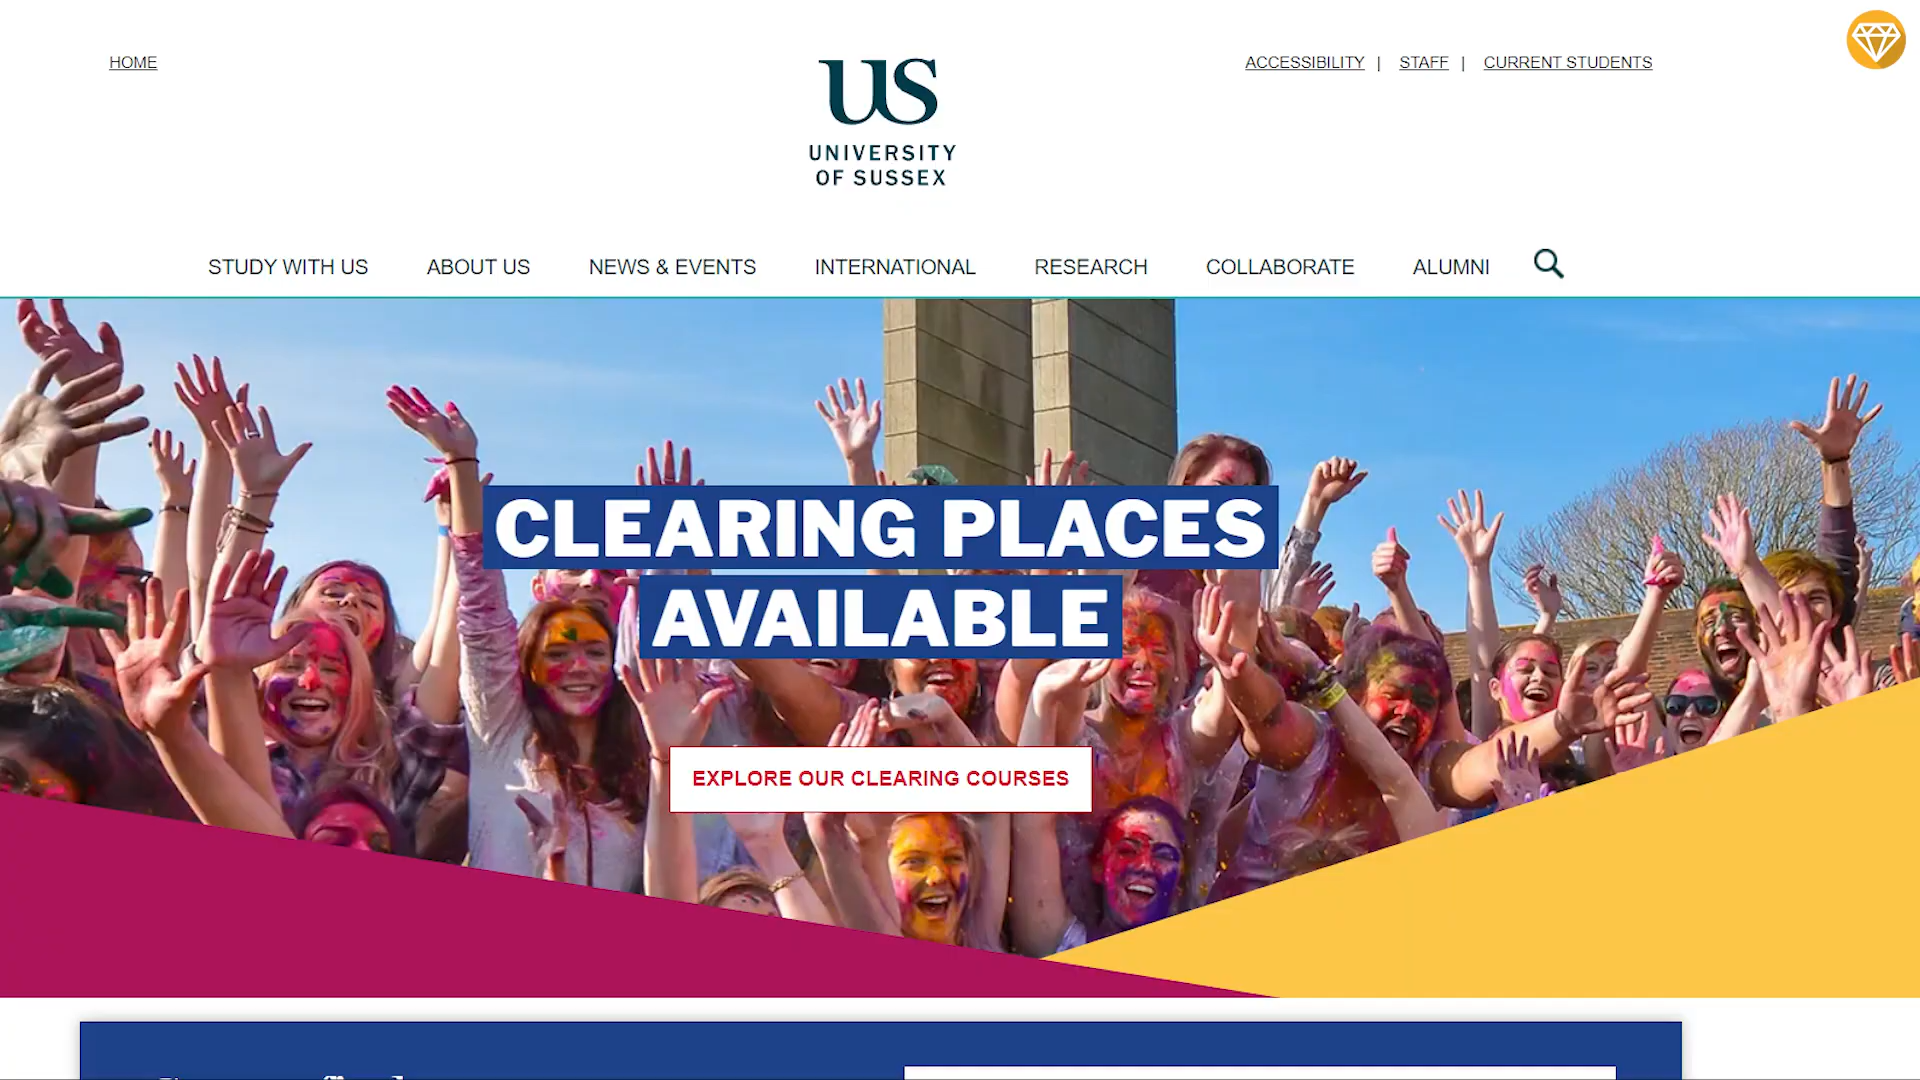 HOME
US
UNIVERSITY
OF SUSSEX
ACCESSIBILITY | STAFF | CURRENT STUDENTS
STUDY WITH US ABOUT US NEWS & EVENTS INTERNATIONAL RESEARCH COLLABORATE ALUMNI
CLEARING PLACES
AVAILABLE
EXPLORE OUR CLEARING COURSES